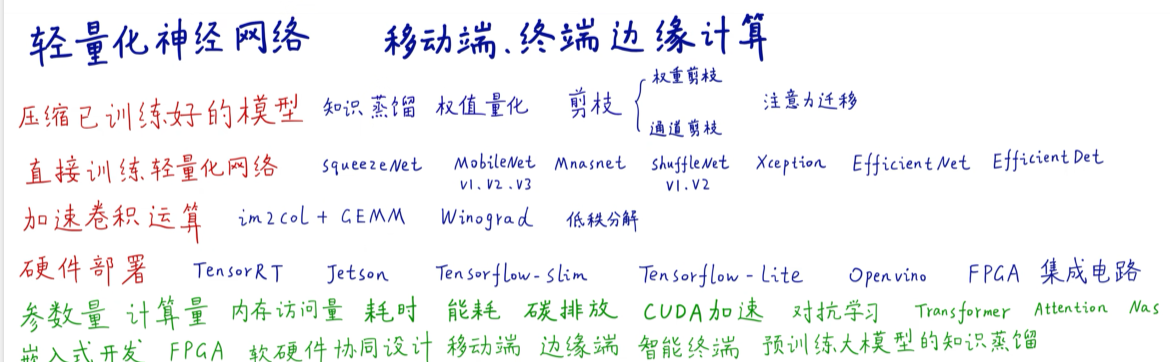 轻量化神经网络 移动端、终端边缘计算
压缩已训练好的模型 知识蒸馏 权值量化 剪枝 权重剪枝 通道剪枝 注意力迁移
直接训练轻量化网络 squeezeNet MobileNet V1.V2.V3 Mnasnet shuffleNet V1.V2 Xception EfficientNet EfficientDet
加速卷积运算 im2col + GEMM Winograd 低秩分解
硬件部署 TensorRT Jetson Tensorflow-slim Tensorflow-Lite Openvino FPGA 集成电路
参数量 计算量 内存访问量 耗时 能耗 碳排放 CUDA加速 对抗学习 Transformer Attention Nas
嵌入式开发 FPGA 软硬件协同设计 移动端 边缘端 智能终端 预训练大模型的知识蒸馏